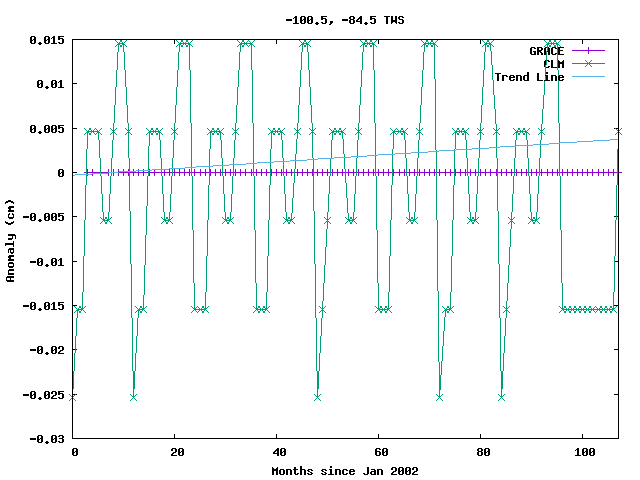 -100.5, -84.5 TWS
0.015
0.01
0.005
0
-0.005
-0.01
-0.015
-0.02
-0.025
-0.03
Anomaly (cm)
GRACE
CLM
Trend Line
0 20 40 60 80 100
Months since Jan 2002